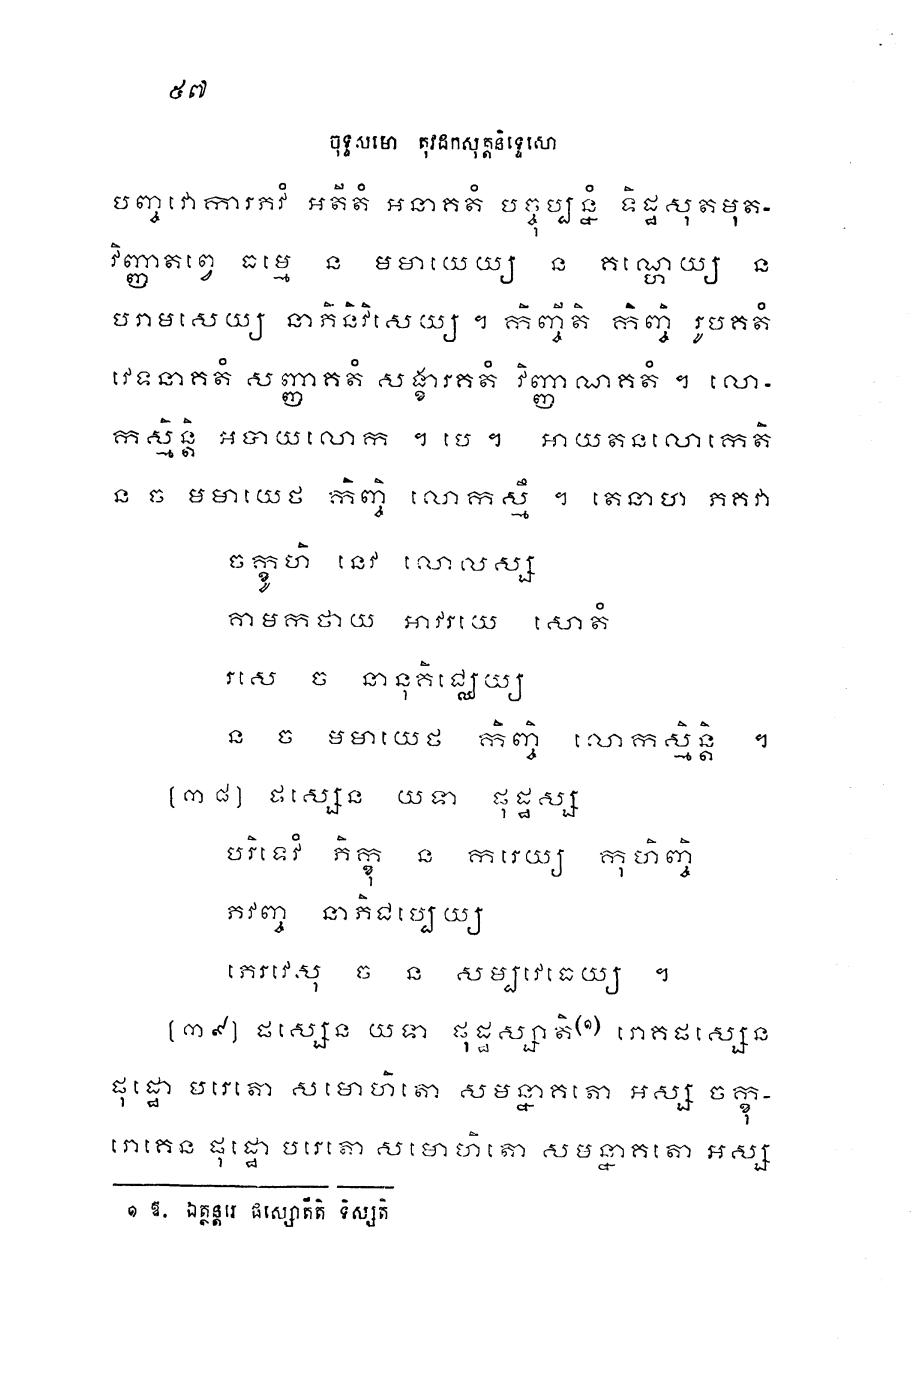 ៥៧
ចុទ្ទសមោ តុវដកសុត្តនិទ្ទេសោ
បញ្ចវោការភវំ អតីតំ អនាគតំ បច្ចុប្បន្នំ ទិដ្ឋសុតមុត-
វិញ្ញាតព្វេ ធម្មេ ន មមាយេយ្យ ន គណ្ហេយ្យ ន
បរាមសេយ្យ នាភិនិវិសេយ្យ ។ កិញ្ចីតិ កិញ្ចិ រូបគតំ
វេទនាគតំ សញ្ញាគតំ សង្ខារគតំ វិញ្ញាណគតំ ។ លោ-
កស្មិន្តិ អបាយលោក ។ បេ ។ អាយតនលោកេតិ
ន ច មមាយេថ កិញ្ចិ លោកស្មឹ ។ តេនាហ ភគវា
ចក្ខូហិ នេវ លោលស្ស
គាមកថាយ អាវរយេ សោតំ
រសេ ច នានុគិជ្ឈេយ្យ
ន ច មមាយេថ កិញ្ចិ លោកស្មិន្តិ ។
[៣៨] ផស្សេន យទា ផុដ្ឋស្ស
បរិទេវំ ភិក្ខុ ន ករេយ្យ កុហិញ្ចិ
ភវញ្ច នាភិជប្បេយ្យ
ភេរវេសុ ច ន សម្បវេធេយ្យ ។
[៣៩] ផស្សេន យទា ផុដ្ឋស្សាតិ(១) រោគផស្សេន
ផុដ្ឋោ បរេតោ សមោហិតោ សមន្នាគតោ អស្ស ចក្ខុ-
រោគេន ផុដ្ឋោ បរេតោ សមោហិតោ សមន្នាគតោ អស្ស
១ ឱ. ឯត្ថន្តរេ ផស្សោតីតិ ទិស្សតិ